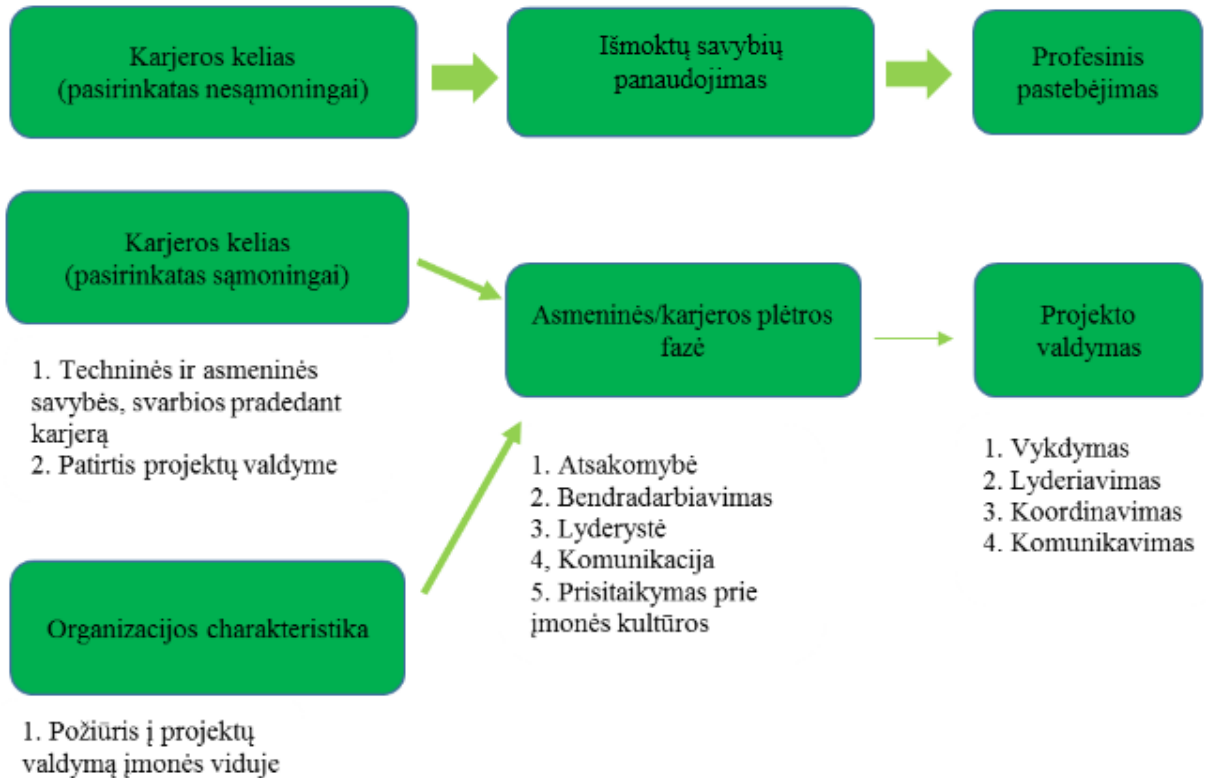 Karjeros kelias
(pasirinkatas nesąmoningai)
Išmoktų savybių
panaudojimas
Profesinis
pastebėjimas
Karjeros kelias
(pasirinkatas sąmoningai)
1. Techninės ir asmeninės
savybės, svarbios pradedant
karjerą
2. Patirtis projektų valdyme
Asmeninės/karjeros plėtros
fazė
1. Atsakomybė
2. Bendradarbiavimas
3. Lyderystė
4, Komunikacija
5. Prisitaikymas prie
įmonės kultūros
Projekto
valdymas
1. Vykdymas
2. Lyderiavimas
3. Koordinavimas
4. Komunikavimas
Organizacijos charakteristika
1. Požiūris į projektų
valdymą įmonės viduje